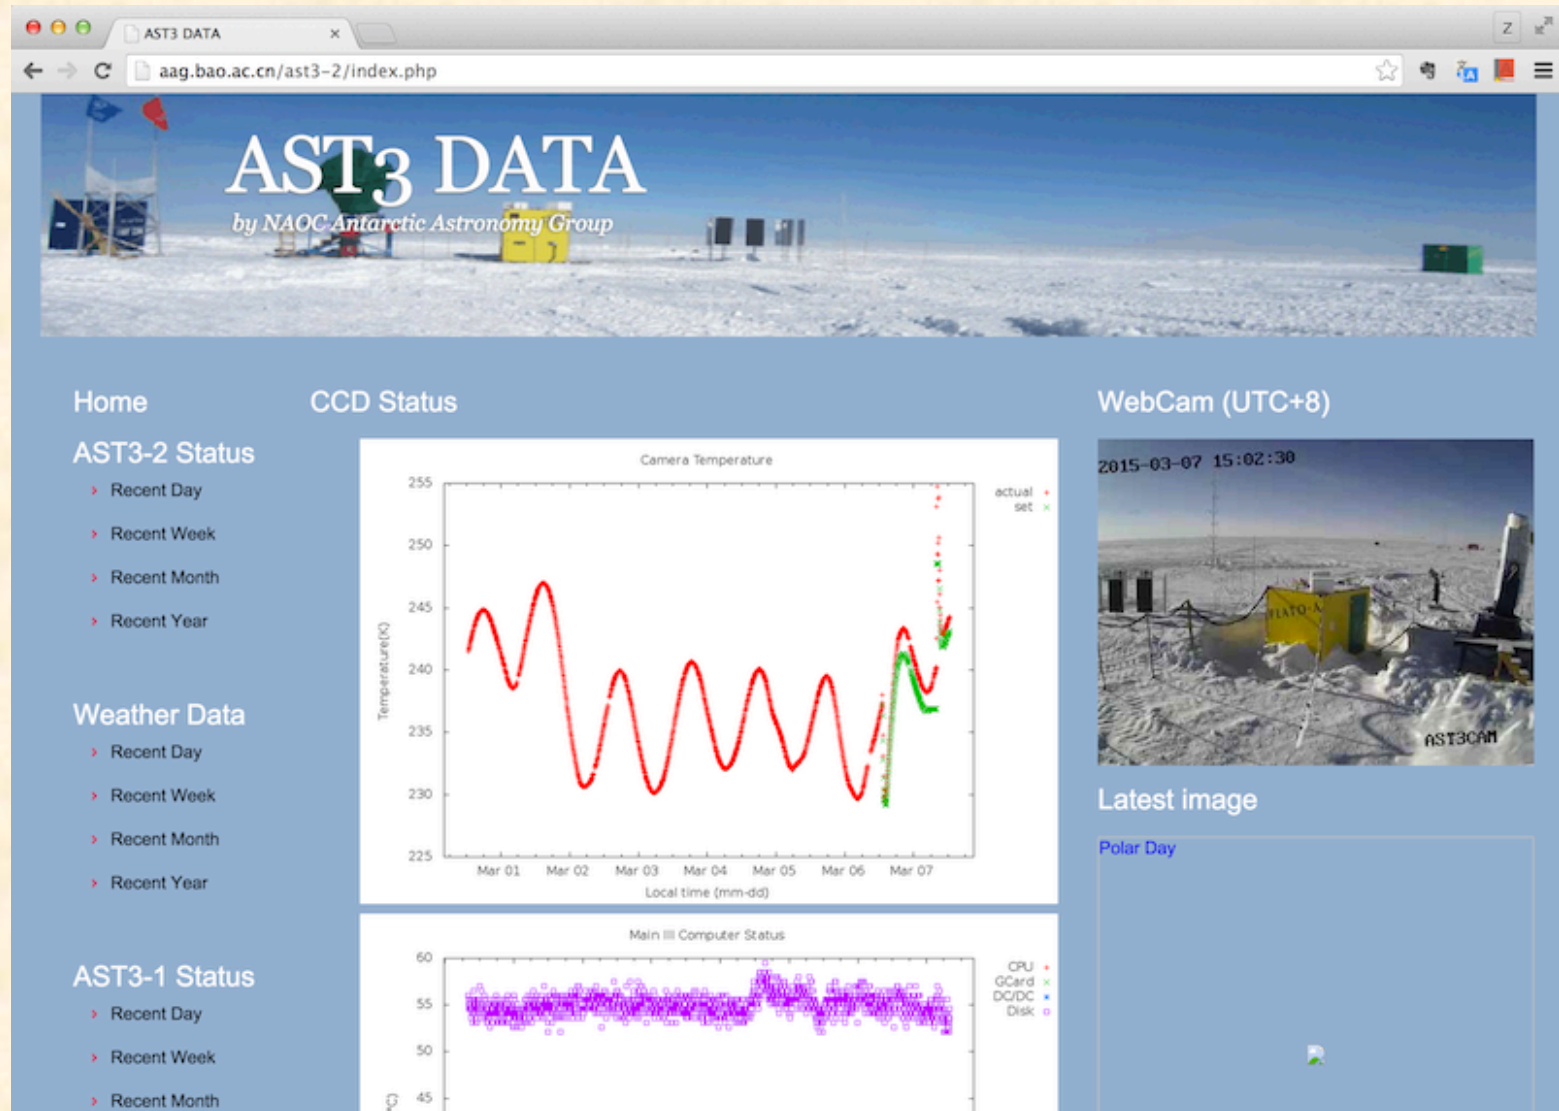 AST3 DATA
Z
aag.bao.ac.cn/ast3-2/index.php
AST3 DATA
by NAOC Antarctic Astronomy Group
Home
AST3-2 Status
Recent Day
Recent Week
Recent Month
Recent Year
Weather Data
Recent Day
Recent Week
Recent Month
Recent Year
AST3-1 Status
Recent Day
Recent Week
Recent Month
CCD Status
Camera Temperature
actual
set
255
250
245
240
235
230
225
Temperature(K)
Mar 01 Mar 02 Mar 03 Mar 04 Mar 05 Mar 06 Mar 07
Local time (mm-dd)
Main III Computer Status
CPU
GCard
DC/DC
Disk
60
55
50
45
WebCam (UTC+8)
2015-03-07 15:02:30
PLATO-A
AST3CAM
Latest image
Polar Day